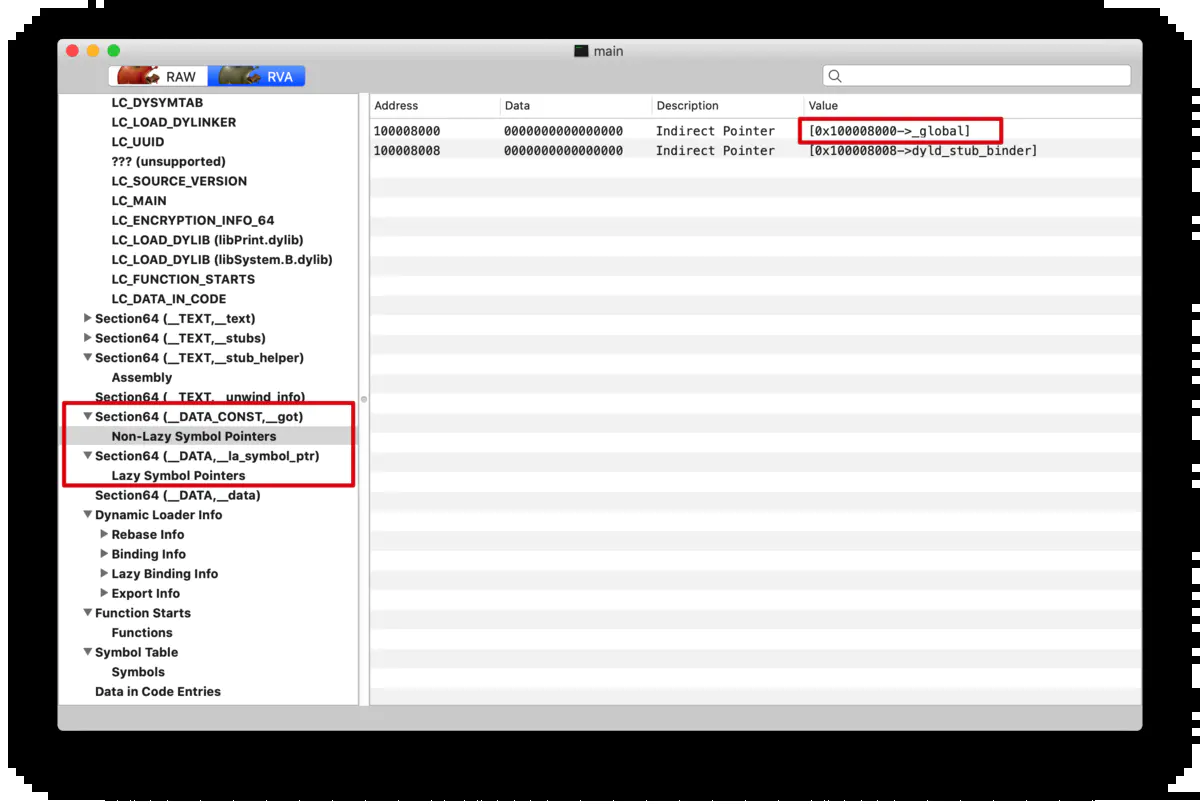 main
RAW RVA
LC_DYSYMTAB
LC_LOAD_DYLINKER
LC_UUID
??? (unsupported)
LC_SOURCE_VERSION
LC_MAIN
LC_ENCRYPTION_INFO_64
LC_LOAD_DYLIB (libPrint.dylib)
LC_LOAD_DYLIB (libSystem.B.dylib)
LC_FUNCTION_STARTS
LC_DATA_IN_CODE
Section64 (__TEXT,__text)
Section64 (__TEXT,__stubs)
Section64 (__TEXT,__stub_helper)
Assembly
Section64 (__TEXT,__unwind_info)
Section64 (__DATA_CONST,__got)
Non-Lazy Symbol Pointers
Section64 (__DATA,__la_symbol_ptr)
Lazy Symbol Pointers
Section64 (__DATA,__data)
Dynamic Loader Info
Rebase Info
Binding Info
Lazy Binding Info
Export Info
Function Starts
Functions
Symbol Table
Symbols
Data in Code Entries
Address Data Description Value
100008000 0000000000000000 Indirect Pointer [0x100008000->_global]
100008008 0000000000000000 Indirect Pointer [0x100008008->dyld_stub_binder]